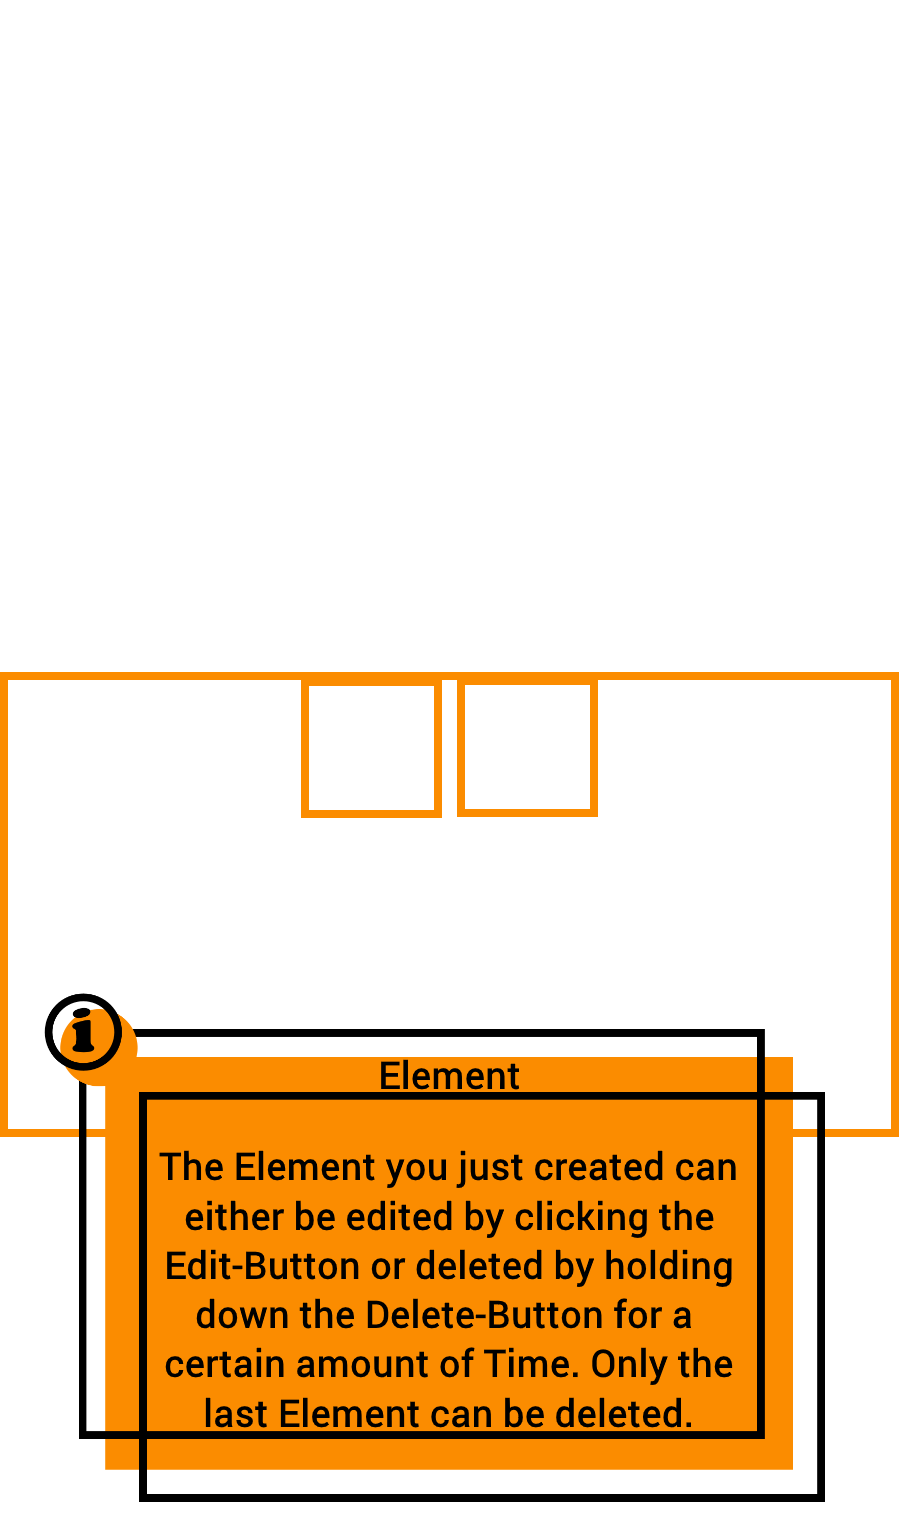 i
Element
The Element you just created can
either be edited by clicking the
Edit-Button or deleted by holding
down the Delete-Button for a
certain amount of Time. Only the
last Element can be deleted.